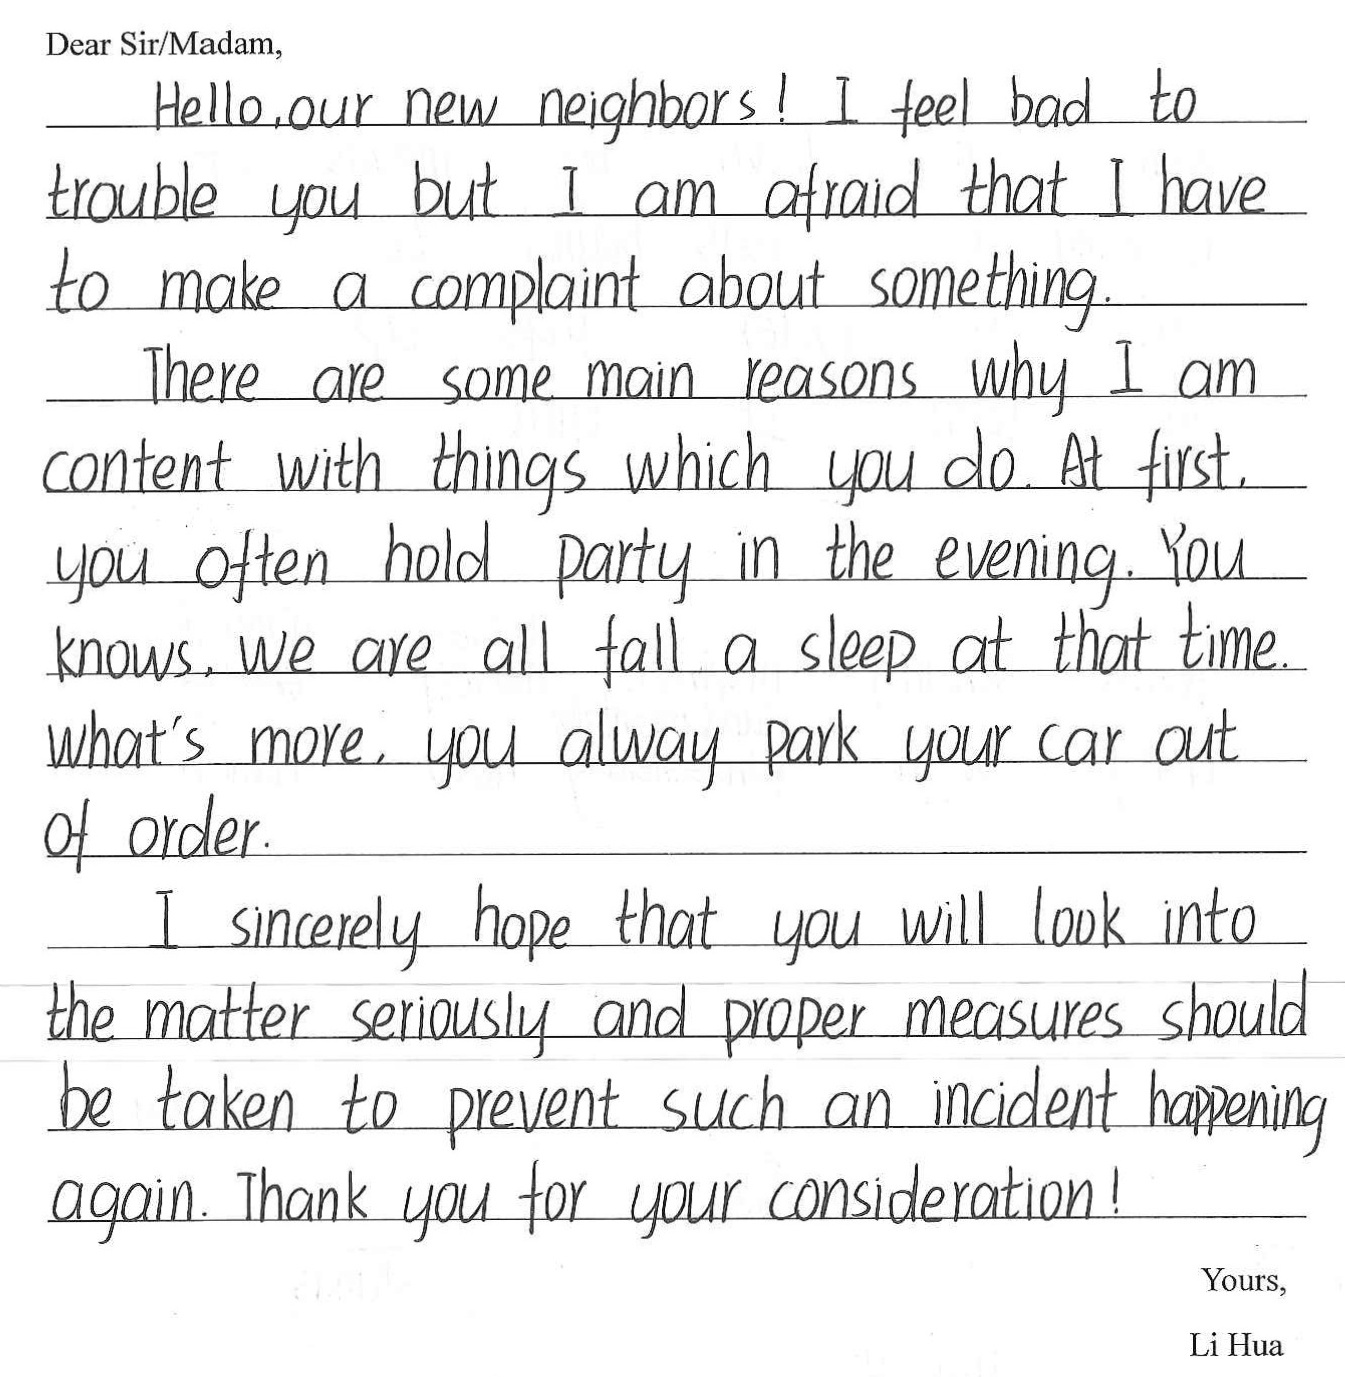 Dear Sir/Madam,
Hello, our new neighbors! I feel bad to
trouble you but I am afraid that I have
to make a complaint about something.
There are some main reasons why I am
content with things which you do. At first,
you often hold party in the evening. You
knows, We are all fall a sleep at that time.
what's more, you alway park your car out
of order.
I sincerely hope that you will look into
the matter seriously and proper measures should
be taken to prevent such an incident happening
again. Thank you for your consideration!
Yours,
Li Hua